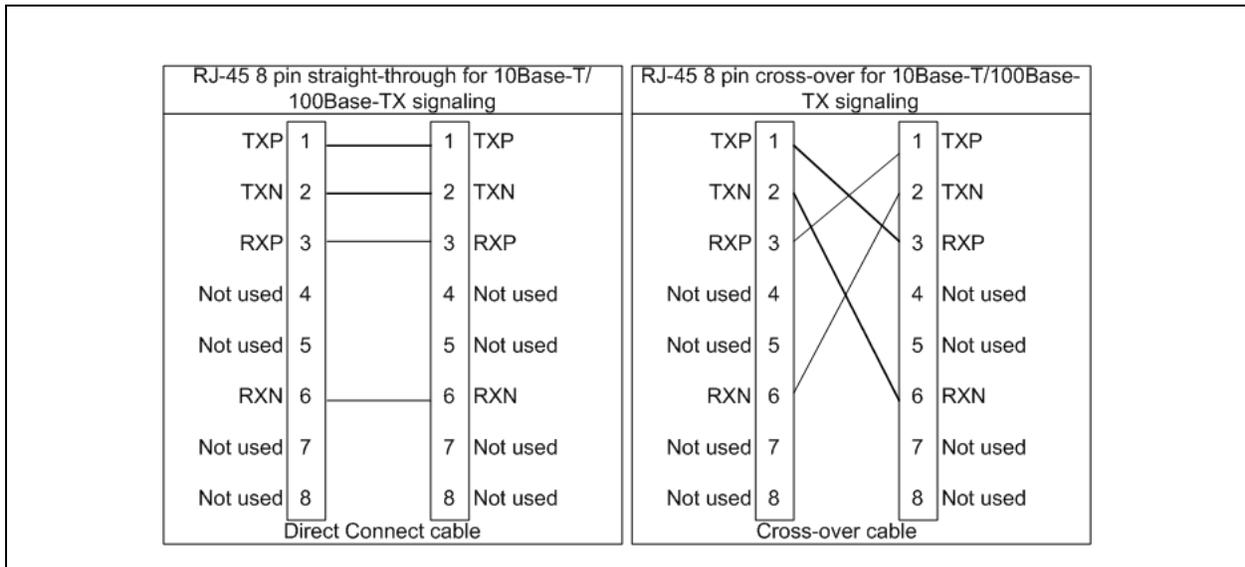 RJ-45 8 pin straight-through for 10Base-T/
100Base-TX signaling
TXP 1 1 TXP
TXN 2 2 TXN
RXP 3 3 RXP
Not used 4 4 Not used
Not used 5 5 Not used
RXN 6 6 RXN
Not used 7 7 Not used
Not used 8 8 Not used
Direct Connect cable
RJ-45 8 pin cross-over for 10Base-T/100Base-
TX signaling
TXP 1 1 TXP
TXN 2 2 TXN
RXP 3 3 RXP
Not used 4 4 Not used
Not used 5 5 Not used
RXN 6 6 RXN
Not used 7 7 Not used
Not used 8 8 Not used
Cross-over cable